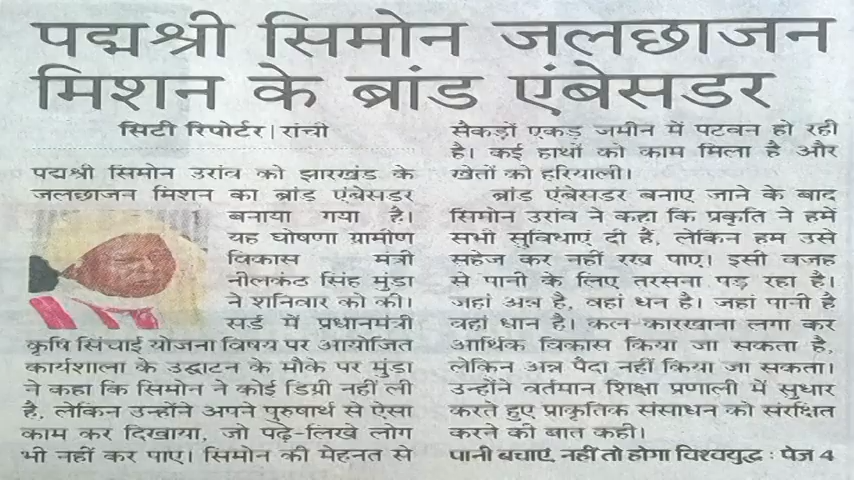 पद्मश्री सिमोन जलछाजन
मिशन के ब्रांड एंबेसडर
सिटी रिपोर्टर|रांची
पद्मश्री सिमोन उरांव को झारखंड के
जलछाजन मिशन का ब्रांड एंबेसडर
बनाया गया है।
यह घोषणा ग्रामीण
विकास मंत्री
नीलकंठ सिंह मुंडा
ने शनिवार को की।
सर्ड में प्रधानमंत्री
कृषि सिंचाई योजना विषय पर आयोजित
कार्यशाला के उद्घाटन के मौके पर मुंडा
ने कहा कि सिमोन ने कोई डिग्री नहीं ली
है, लेकिन उन्होंने अपने पुरुषार्थ से ऐसा
काम कर दिखाया, जो पढ़े-लिखे लोग
भी नहीं कर पाए। सिमोन की मेहनत से
सैकड़ों एकड़ जमीन में पटवन हो रही
है। कई हाथों को काम मिला है और
खेतों को हरियाली।
ब्रांड एंबेसडर बनाए जाने के बाद
सिमोन उरांव ने कहा कि प्रकृति ने हमें
सभी सुविधाएं दी हैं, लेकिन हम उसे
सहेज कर नहीं रख पाए। इसी वजह
से पानी के लिए तरसना पड़ रहा है।
जहां अन्न है, वहां धन है। जहां पानी है
वहां धान है। कल-कारखाना लगा कर
आर्थिक विकास किया जा सकता है,
लेकिन अन्न पैदा नहीं किया जा सकता।
उन्होंने वर्तमान शिक्षा प्रणाली में सुधार
करते हुए प्राकृतिक संसाधन को संरक्षित
करने की बात कही।
पानी बचाएं, नहीं तो होगा विश्वयुद्ध : पेज 4